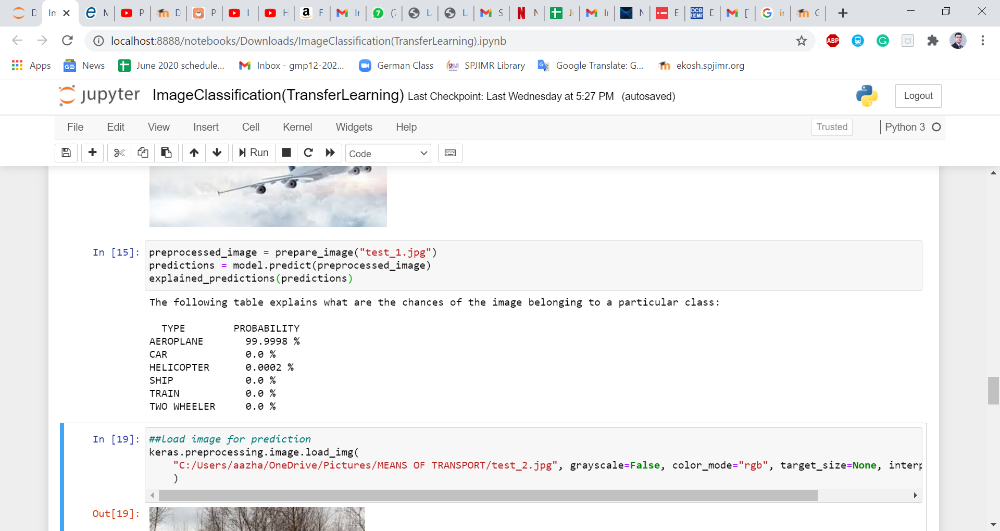 D In M P D P I H F Ir (7 L L S N Ju In N E D [ ir G
localhost:8888/notebooks/Downloads/ImageClassification(TransferLearning).ipynb
ABP
Apps News June 2020 schedule... Inbox - gmp12-202... German Class SPJIMR Library Google Translate: G... ekosh.spjimr.org
jupyter ImageClassification(TransferLearning) Last Checkpoint: Last Wednesday at 5:27 PM (autosaved) Logout
File Edit View Insert Cell Kernel Widgets Help Trusted Python 3
Run Code
In [15]: preprocessed_image = prepare_image("test_1.jpg")
predictions = model.predict(preprocessed_image)
explained_predictions(predictions)
The following table explains what are the chances of the image belonging to a particular class:
TYPE PROBABILITY
AEROPLANE 99.9998 %
CAR 0.0 %
HELICOPTER 0.0002 %
SHIP 0.0 %
TRAIN 0.0 %
TWO WHEELER 0.0 %
In [19]: ##load image for prediction
keras.preprocessing.image.load_img(
"C:/Users/aazha/OneDrive/Pictures/MEANS OF TRANSPORT/test_2.jpg", grayscale=False, color_mode="rgb", target_size=None, interp
)
Out[19]: